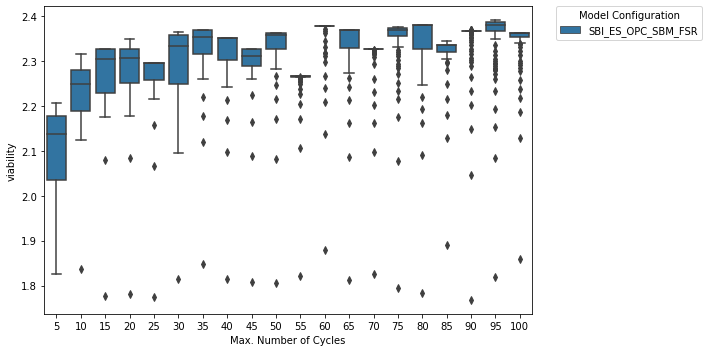 Model Configuration
SBI_ES_OPC_SBM_FSR
viability
2.4
2.3
2.2
2.1
2.0
1.9
1.8
5 10 15 20 25 30 35 40 45 50 55 60 65 70 75 80 85 90 95 100
Max. Number of Cycles